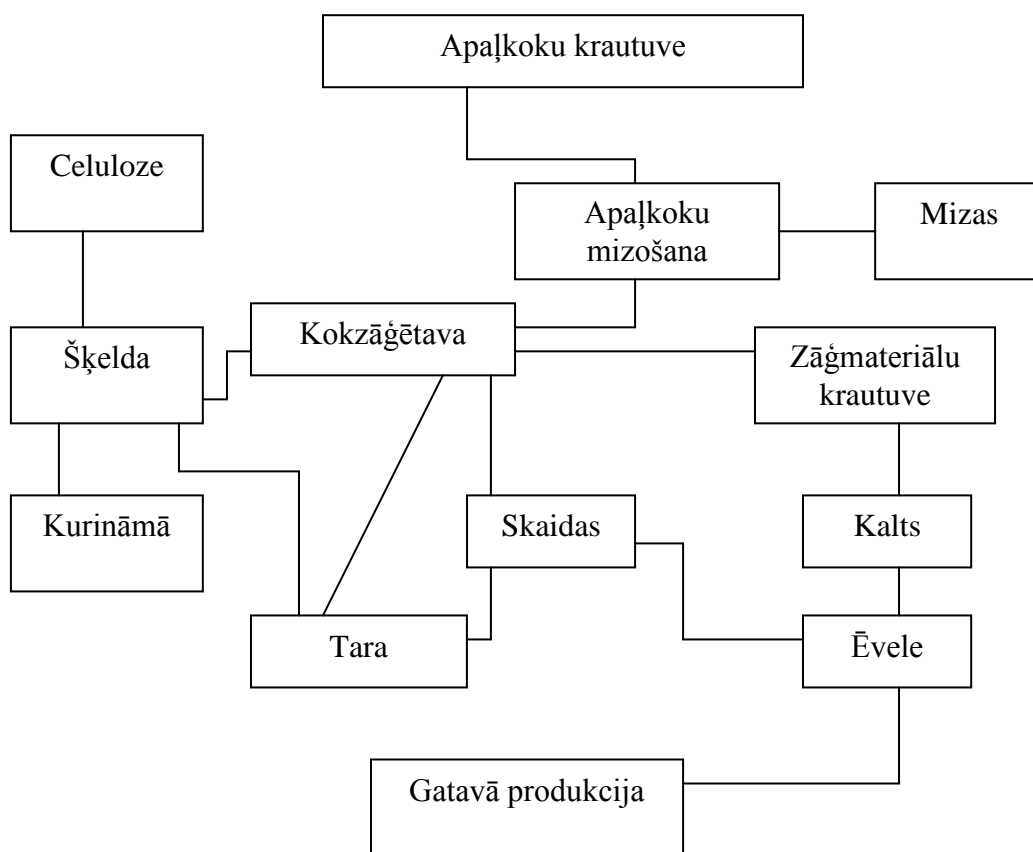 Apaļkoku krautuve
Celuloze
Apaļkoku
mizošana
Mizas
Kokzāģētava
Šķelda
Zāģmateriālu
krautuve
Kurināmā
Skaidas
Kalts
Tara
Ēvele
Gatavā produkcija